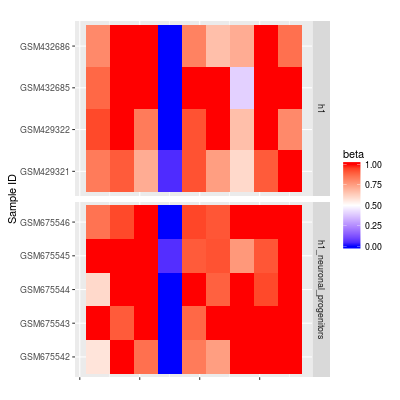 GSM432686
GSM432685
GSM429322
GSM429321
h1
GSM675546
GSM675545
GSM675544
GSM675543
GSM675542
h1_neuronal_progenitors
Sample ID
beta
1.00
0.75
0.50
0.25
0.00